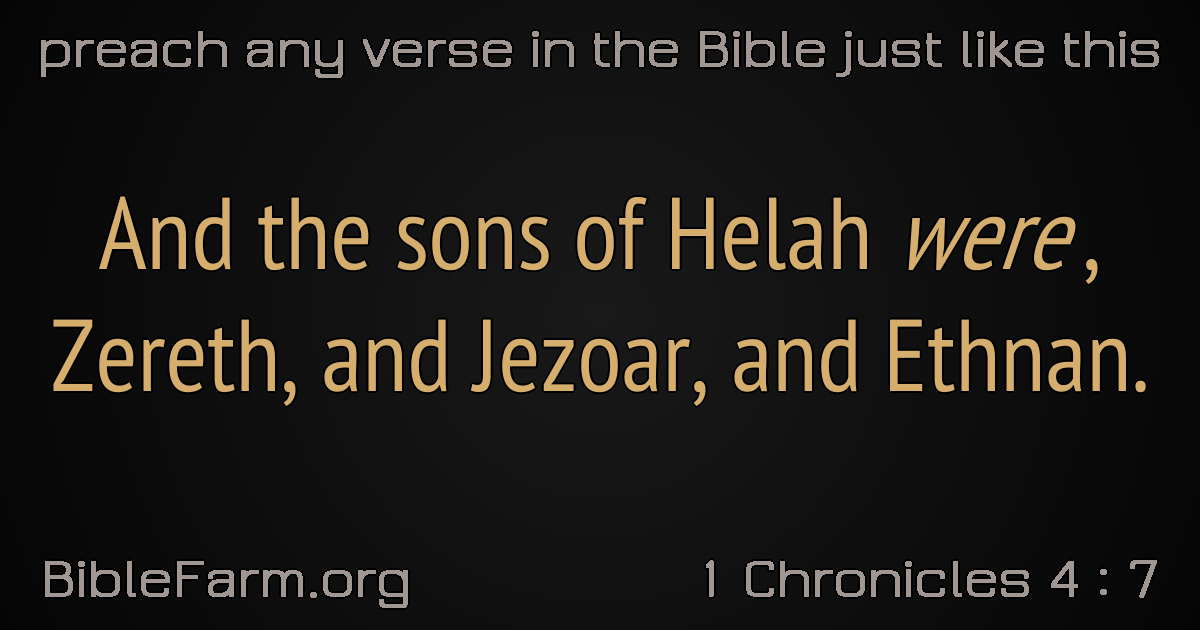 preach any verse in the Bible just like this
And the sons of Helah were,
Zereth, and Jezoar, and Ethnan.
BibleFarm.org
1 Chronicles 4 : 7